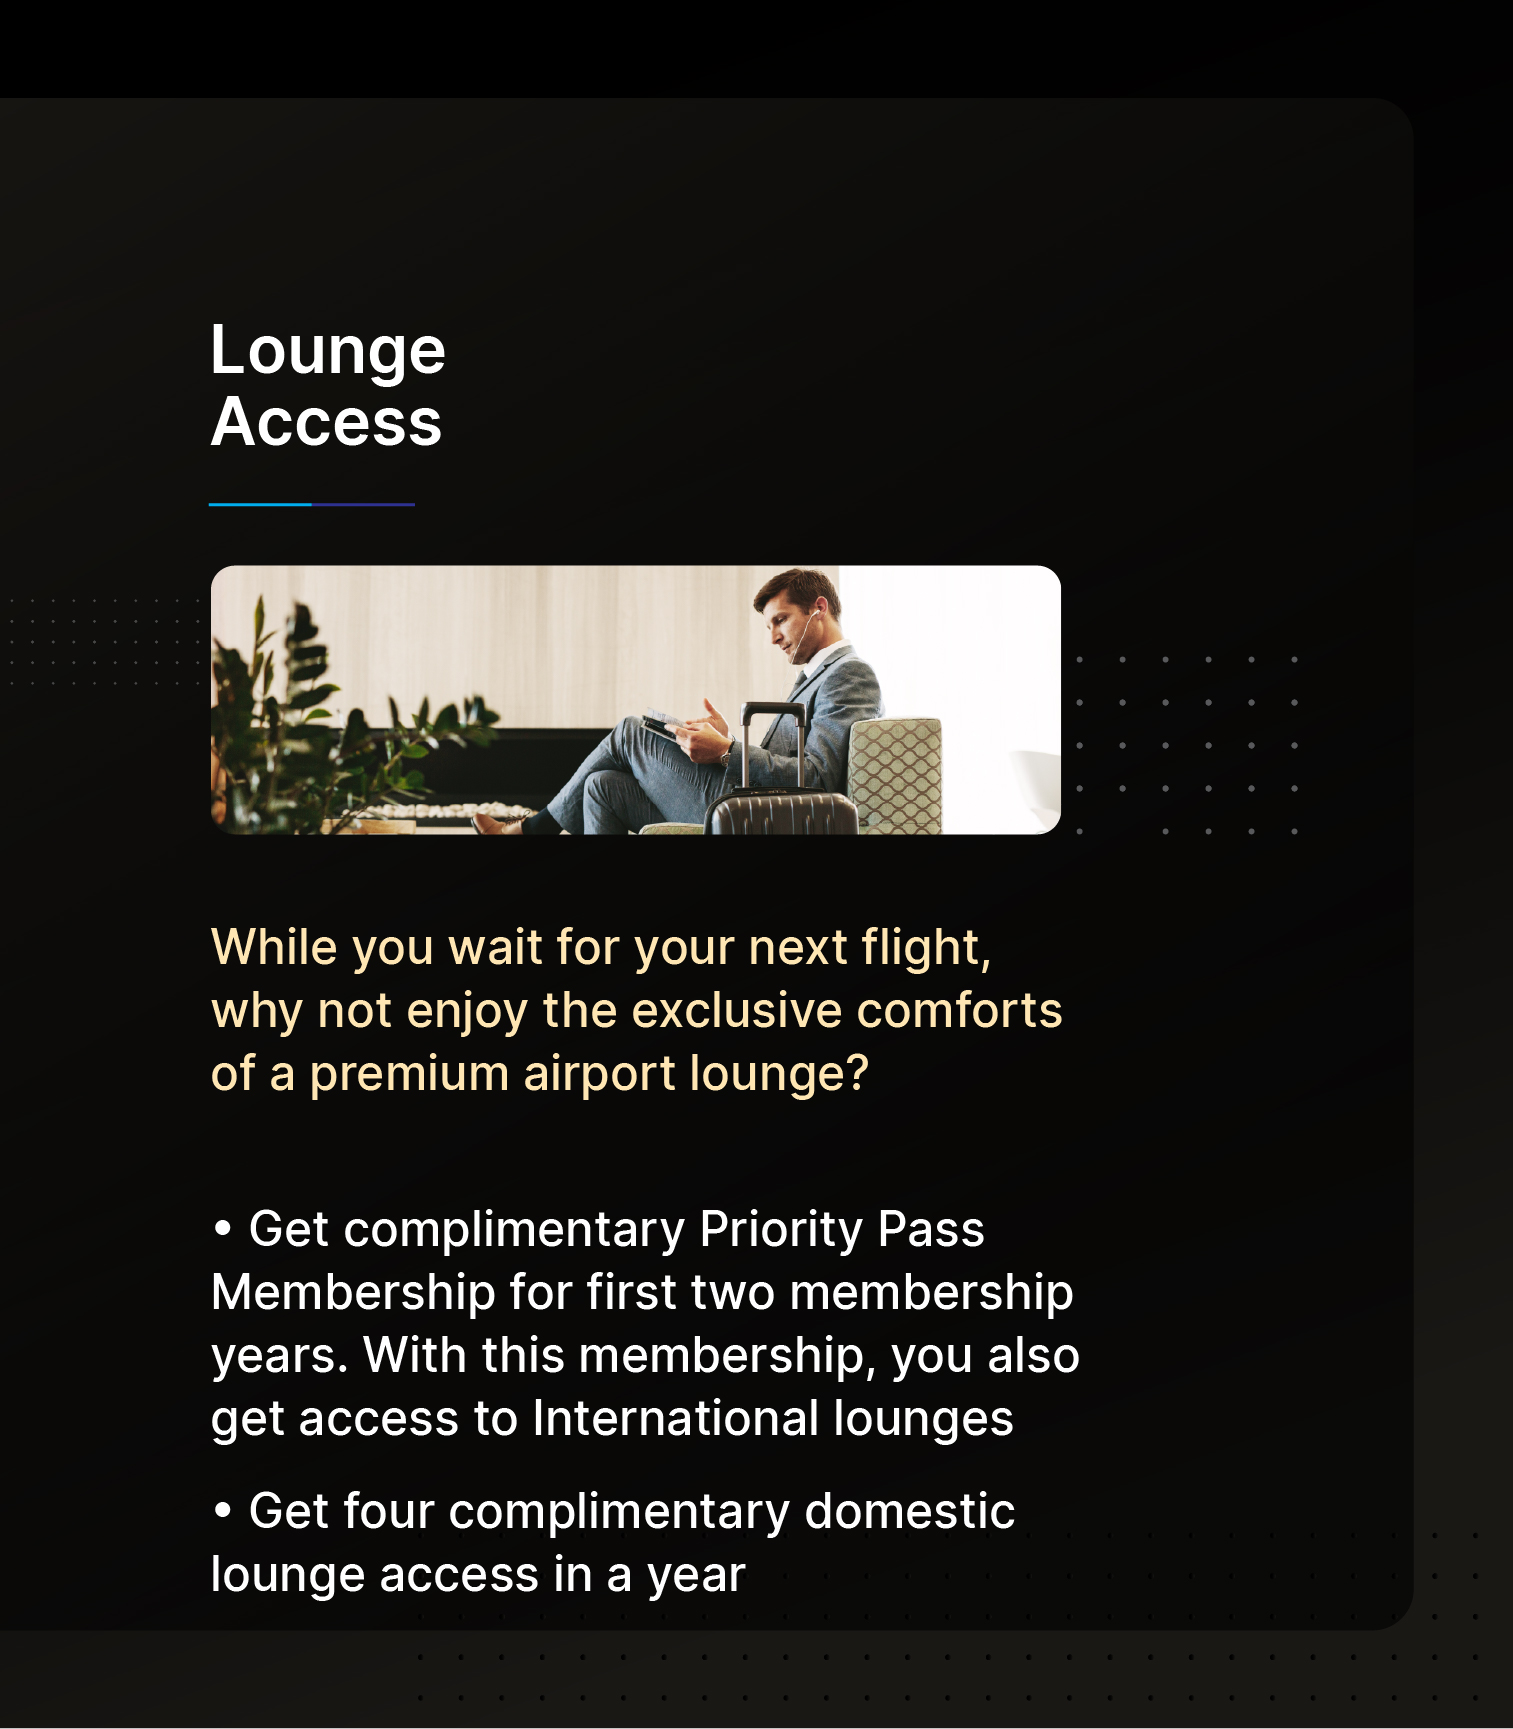 Lounge
Access
While you wait for your next flight,
why not enjoy the exclusive comforts
of a premium airport lounge?
• Get complimentary Priority Pass
Membership for first two membership
years. With this membership, you also
get access to International lounges
• Get four complimentary domestic
lounge access in a year